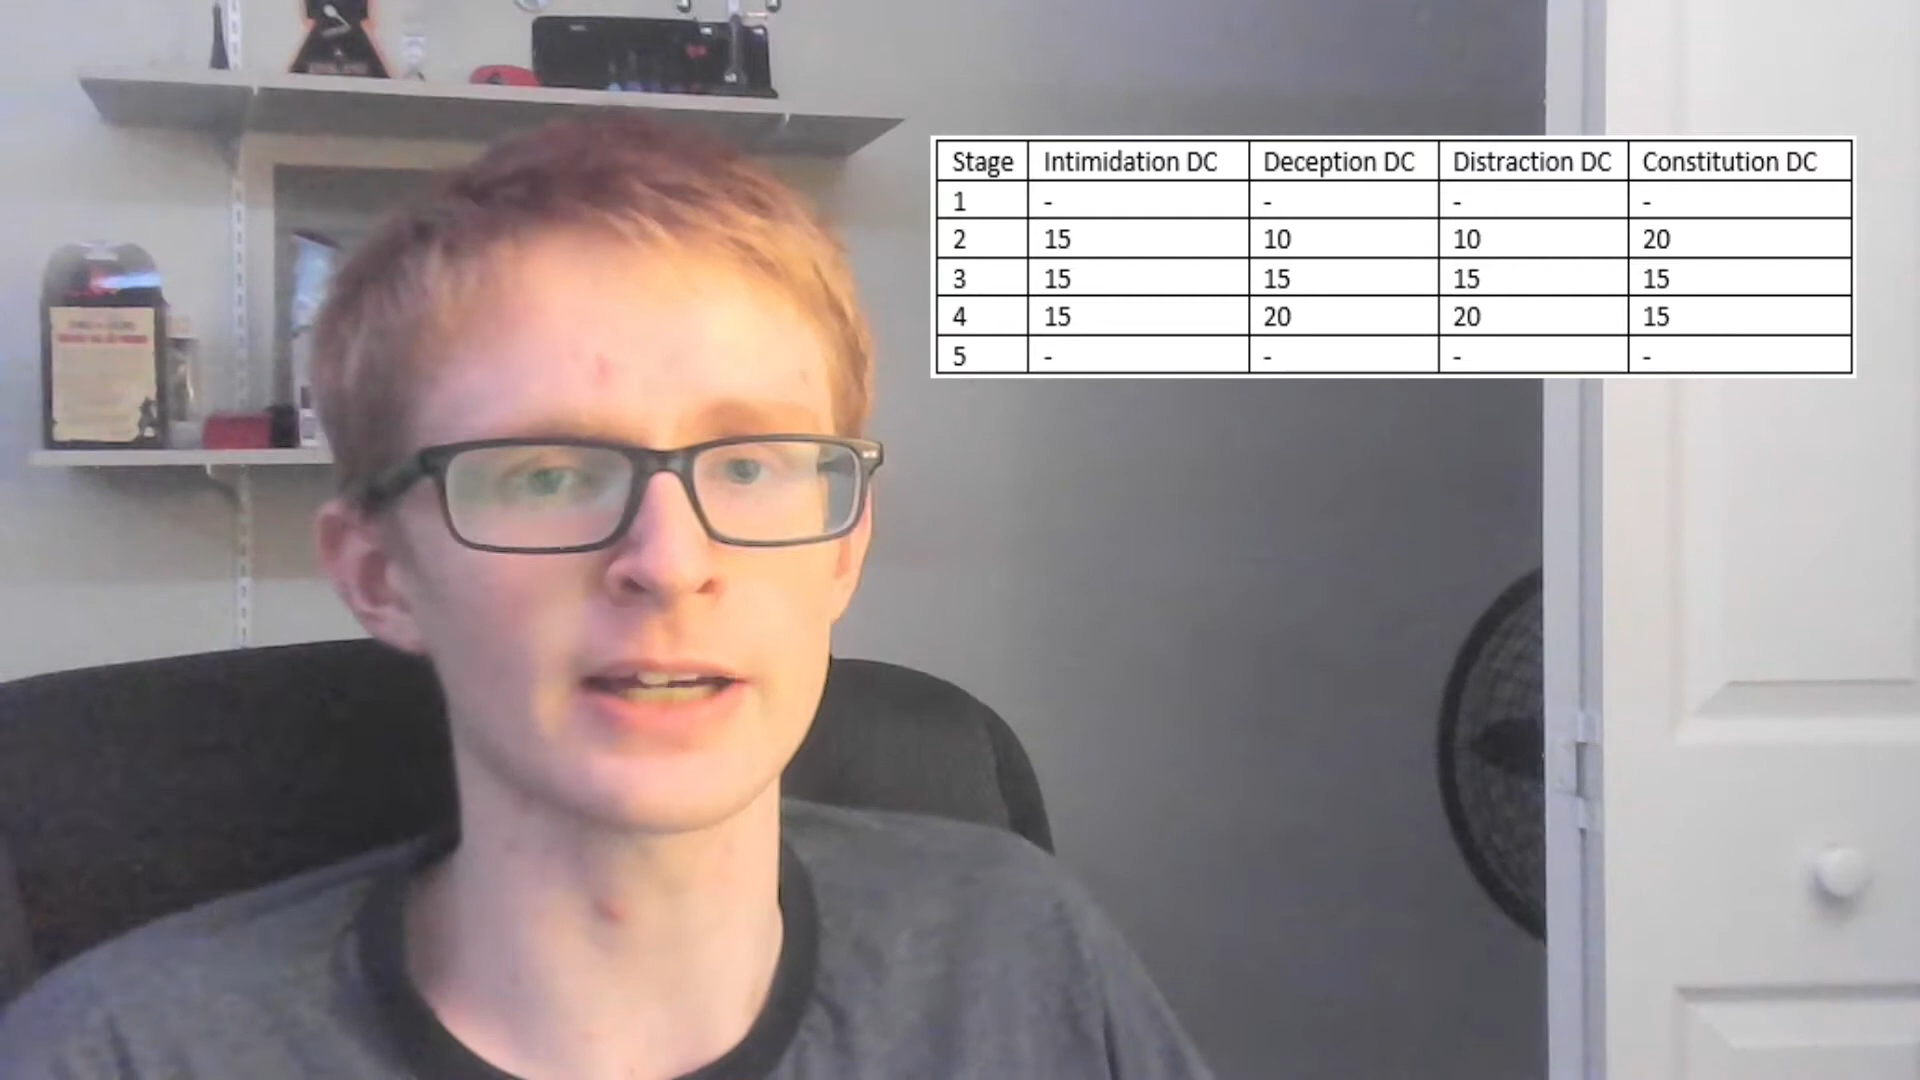 Stage Intimidation DC Deception DC Distraction DC Constitution DC
1 - - - -
2 15 10 10 20
3 15 15 15 15
4 15 20 20 15
5 - - - -